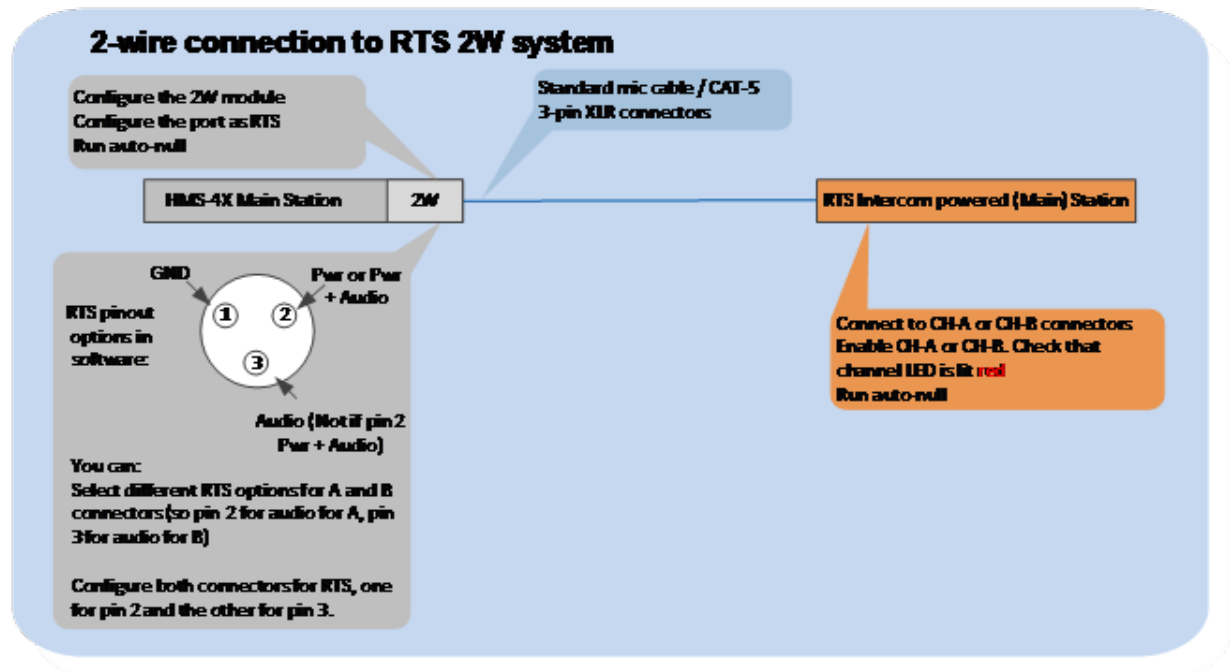 2-wire connection to RTS 2W system
Configure the 2W module
Configure the port as RTS
Run auto-null
Standard mic cable / CAT-5
3-pin XLR connectors
HMS-4X Main Station
2W
RTS Intercom powered (Main) Station
GND
Pwr or Pwr
+ Audio
RTS pinout
options in
software:
1
2
3
Audio (Not if pin 2
Pwr + Audio)
You can:
Select different RTS options for A and B
connectors (so pin 2 for audio for A, pin
3 for audio for B)
Configure both connectors for RTS, one
for pin 2 and the other for pin 3.
Connect to CH-A or CH-B connectors
Enable CH-A or CH-B. Check that
channel LED is lit red
Run auto-null